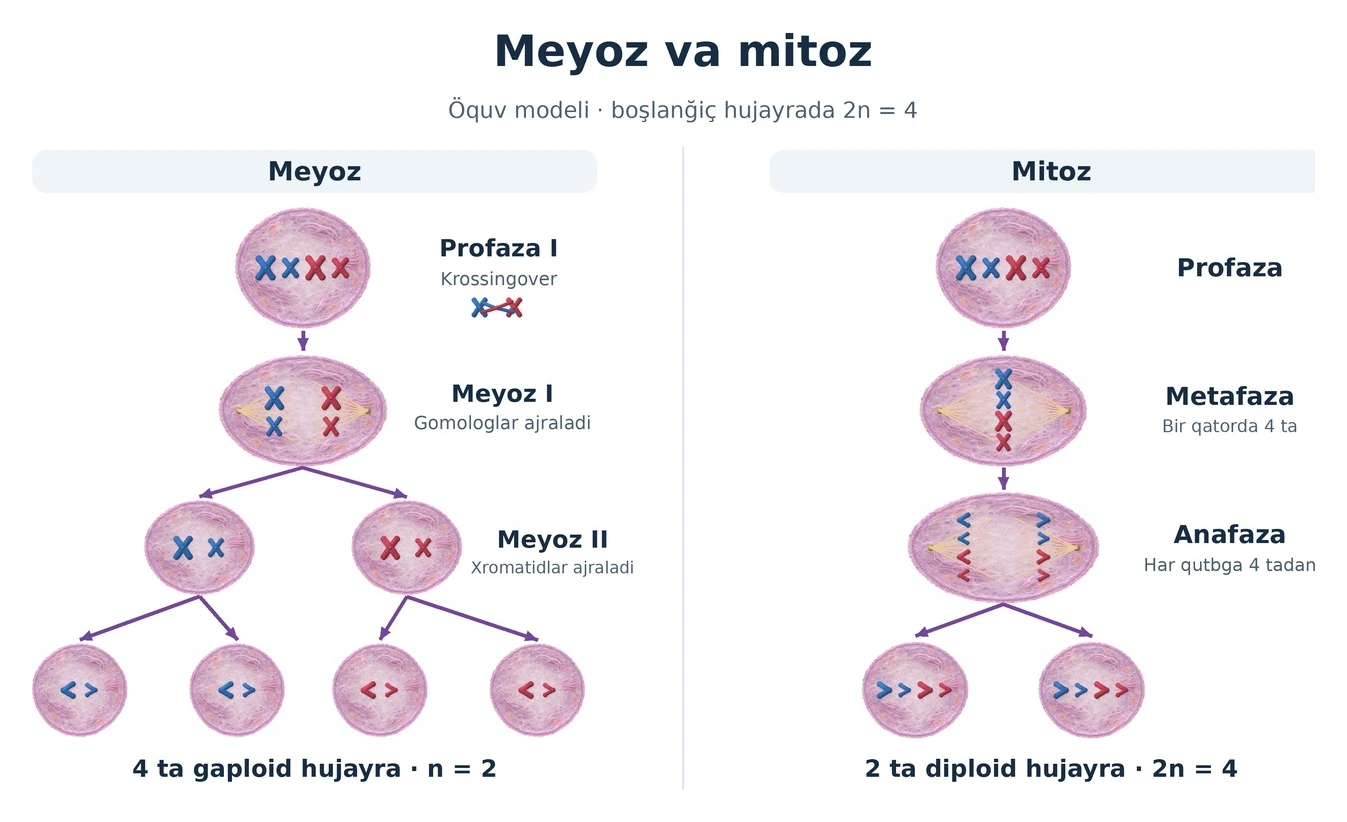 Meyoz va mitoz
Öquv modeli · boşlanğiç hujayrada 2n = 4
Meyoz
Profaza I
Krossingover
Meyoz I
Gomologlar ajraladi
Meyoz II
Xromatidlar ajraladi
4 ta gaploid hujayra · n = 2
Mitoz
Profaza
Metafaza
Bir qatorda 4 ta
Anafaza
Har qutbga 4 tadan
2 ta diploid hujayra · 2n = 4